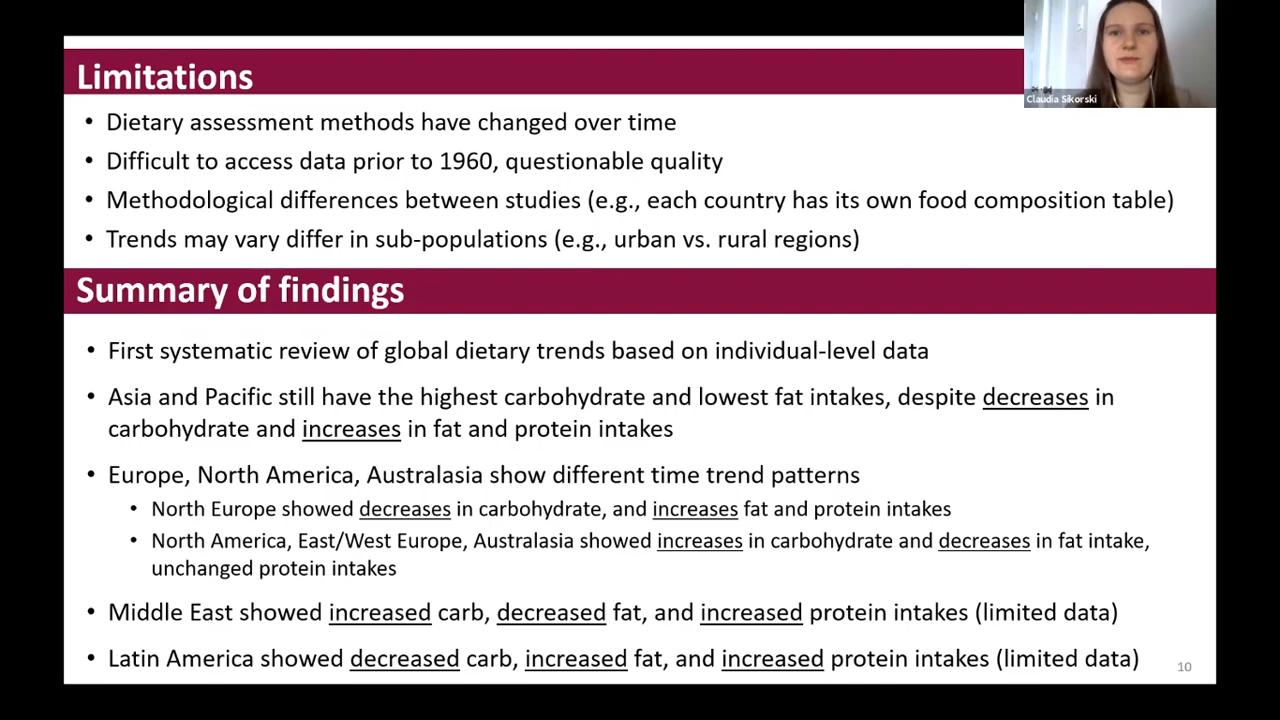 Limitations
Claudia Sikorski
• Dietary assessment methods have changed over time
• Difficult to access data prior to 1960, questionable quality
• Methodological differences between studies (e.g., each country has its own food composition table)
• Trends may vary differ in sub-populations (e.g., urban vs. rural regions)
Summary of findings
• First systematic review of global dietary trends based on individual-level data
• Asia and Pacific still have the highest carbohydrate and lowest fat intakes, despite decreases in
carbohydrate and increases in fat and protein intakes
• Europe, North America, Australasia show different time trend patterns
• North Europe showed decreases in carbohydrate, and increases fat and protein intakes
• North America, East/West Europe, Australasia showed increases in carbohydrate and decreases in fat intake,
unchanged protein intakes
• Middle East showed increased carb, decreased fat, and increased protein intakes (limited data)
• Latin America showed decreased carb, increased fat, and increased protein intakes (limited data)
10